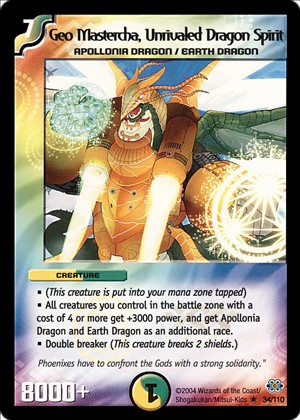 7
Geo Mastercha, Unrivaled Dragon Spirit
APOLLONIA DRAGON / EARTH DRAGON
CREATURE
• (This creature is put into your mana zone tapped)
• All creatures you control in the battle zone with a
cost of 4 or more get +3000 power, and get Apollonia
Dragon and Earth Dragon as an additional race.
• Double breaker (This creature breaks 2 shields.)
Phoenixes have to confront the Gods with a strong solidarity."
8000+
1
©2004 Wizards of the Coast/
Shogakukan/Mitsui-Kids ★ 34/110